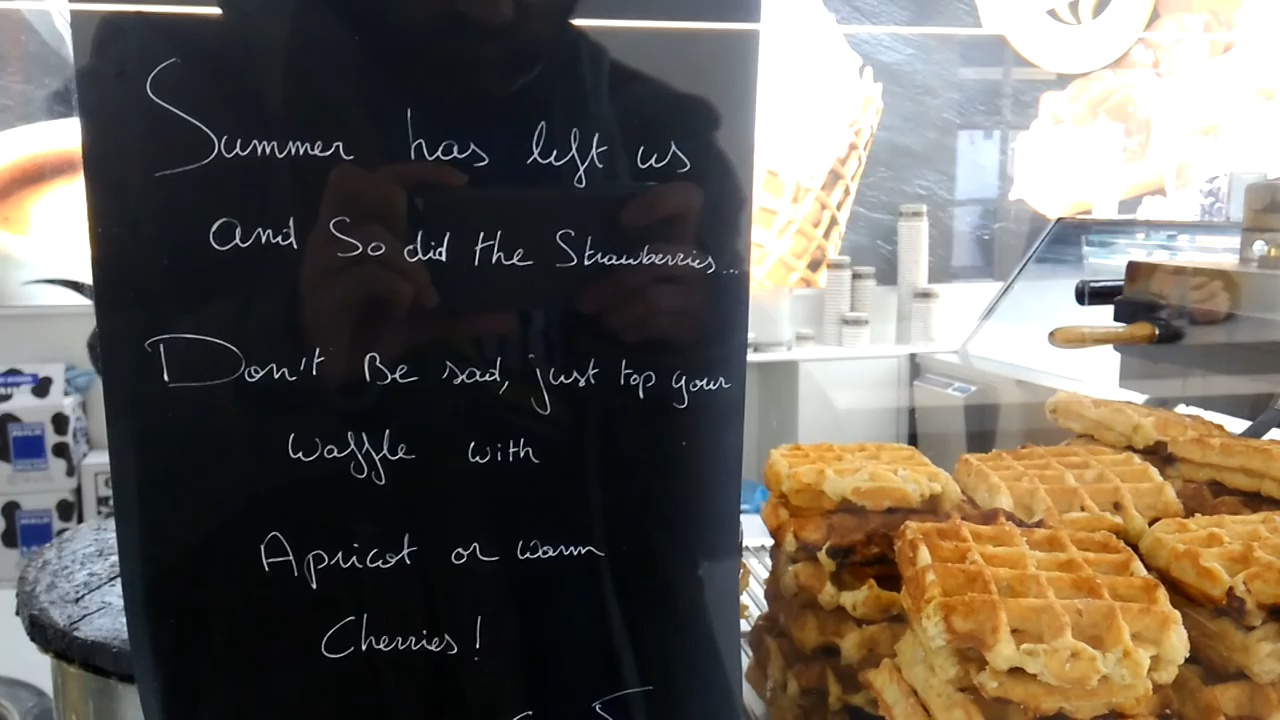 Summer has left us
and So did the Strawberries...
Don't Be sad, just top your
waffle with
Apricot or warm
Cherries!